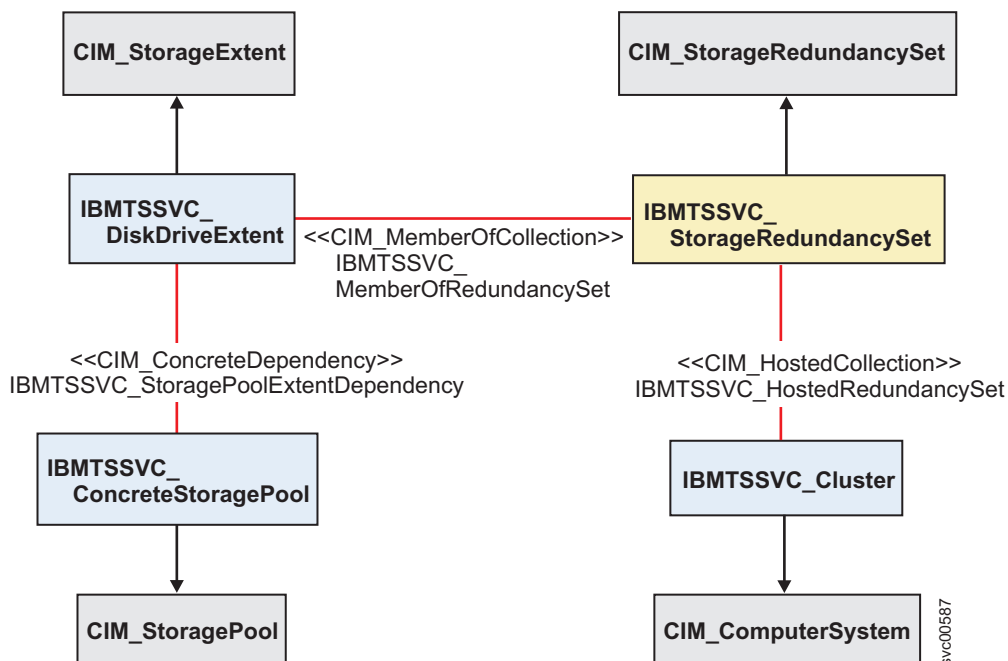 CIM_StorageExtent
CIM_StorageRedundancySet
IBMTSSVC_
DiskDriveExtent
<<CIM_MemberOfCollection>>
IBMTSSVC_
MemberOfRedundancySet
IBMTSSVC_
StorageRedundancySet
<<CIM_ConcreteDependency>>
IBMTSSVC_StoragePoolExtentDependency
<<CIM_HostedCollection>>
IBMTSSVC_HostedRedundancySet
IBMTSSVC_
ConcreteStoragePool
IBMTSSVC_Cluster
CIM_StoragePool
CIM_ComputerSystem
svc00587